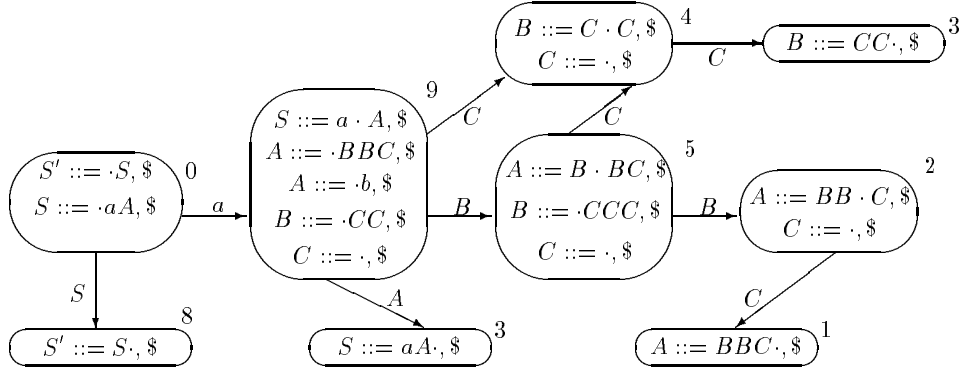 B ::= C · C, $
C ::= ·, $
4
C
B ::= CC·, $
3
S ::= a · A, $
A ::= ·BBC, $
A ::= ·b, $
B ::= ·CC, $
C ::= ·, $
9
C
C
S′ ::= ·S, $
S ::= ·aA, $
0
a
B
A ::= B · BC, $
B ::= ·CCC, $
C ::= ·, $
5
B
A ::= BB · C, $
C ::= ·, $
2
S
A
C
S′ ::= S·, $
8
S ::= aA·, $
3
A ::= BBC·, $
1